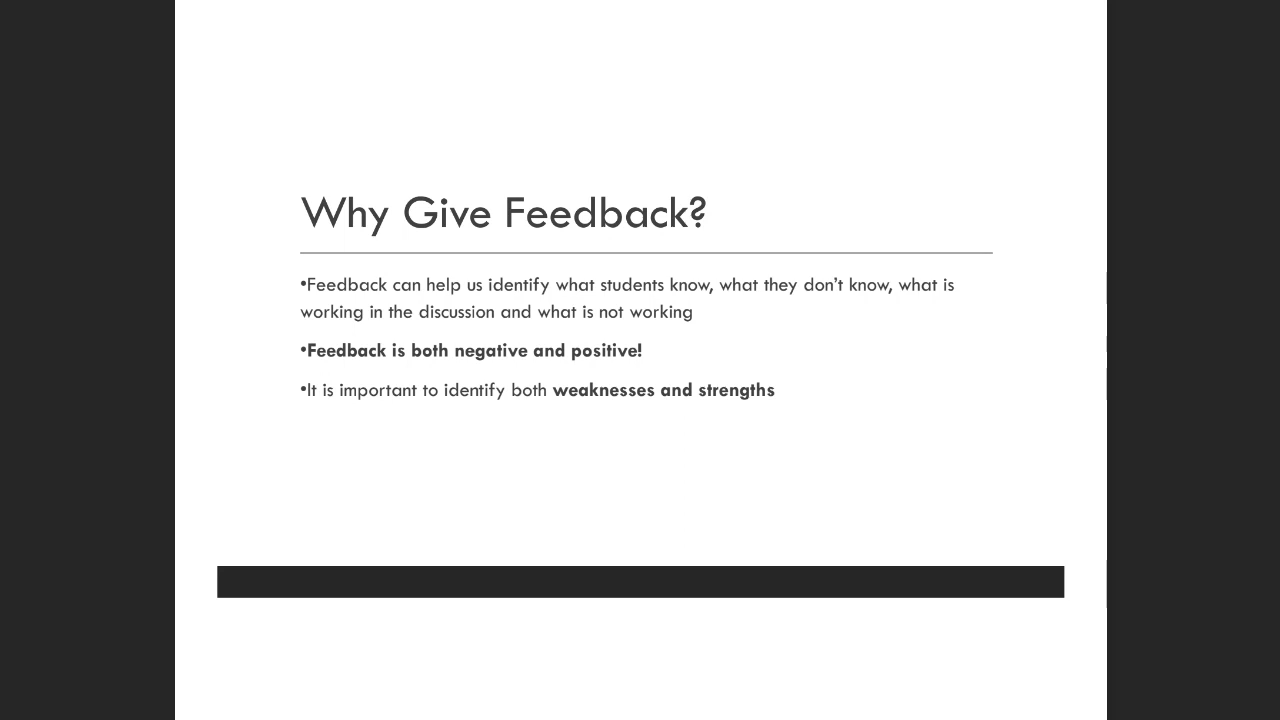 Why Give Feedback?
•Feedback can help us identify what students know, what they don’t know, what is
working in the discussion and what is not working
•Feedback is both negative and positive!
•It is important to identify both weaknesses and strengths